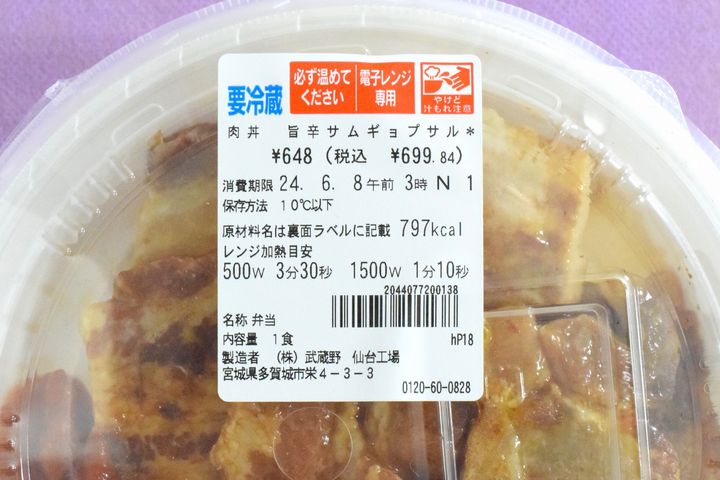 要冷蔵
必ず温めて
ください
電子レンジ
専用
やけど
汁もれ注意
肉丼 旨辛サムギョプサル*
¥648(税込 ¥699.84)
消費期限 24. 6. 8午前 3時 N 1
保存方法 10℃以下
原材料名は裏面ラベルに記載 797kcal
レンジ加熱目安
500W 3分30秒 1500W 1分10秒
2044077200138
名称 弁当
内容量 1食 hP18
製造者 (株)武蔵野 仙台工場
宮城県多賀城市栄4-3-3
0120-60-0828